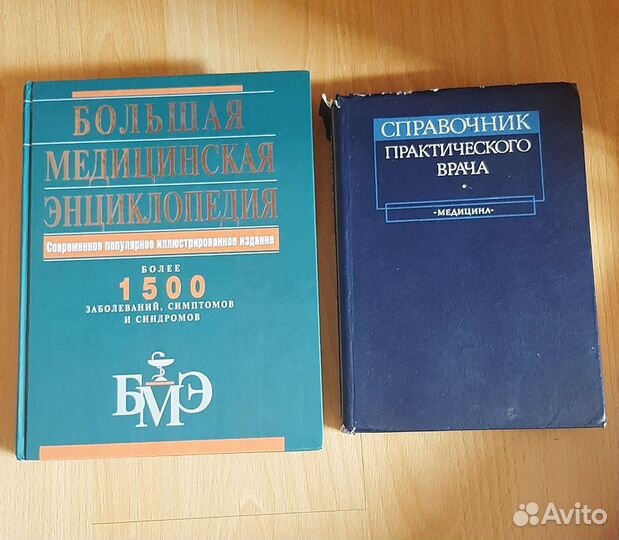 БОЛЬШАЯ
МЕДИЦИНСКАЯ
ЭНЦИКЛОПЕДИЯ
Современное популярное иллюстрированное издание
БОЛЕЕ
1500
ЗАБОЛЕВАНИЙ, СИМПТОМОВ
И СИНДРОМОВ
БМЭ
СПРАВОЧНИК
ПРАКТИЧЕСКОГО
ВРАЧА
·МЕДИЦИНА·
Avito